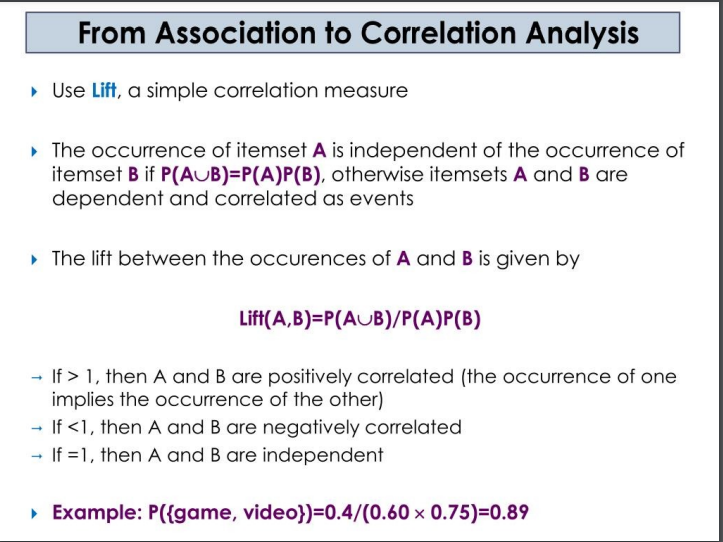 From Association to Correlation Analysis
Use Lift, a simple correlation measure
The occurrence of itemset A is independent of the occurrence of
itemset B if P(A∪B)=P(A)P(B), otherwise itemsets A and B are
dependent and correlated as events
The lift between the occurences of A and B is given by
Lift(A,B)=P(A∪B)/P(A)P(B)
→ If > 1, then A and B are positively correlated (the occurrence of one
implies the occurrence of the other)
→ If <1, then A and B are negatively correlated
→ If =1, then A and B are independent
Example: P({game, video})=0.4/(0.60 × 0.75)=0.89